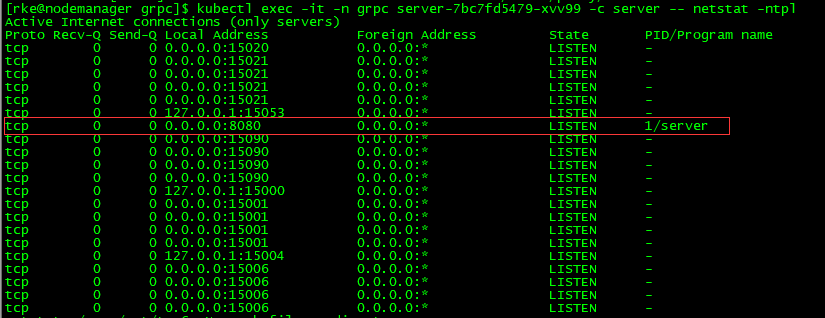 [rke@nodemanager grpc]$ kubectl exec -it -n grpc server-7bc7fd5479-xvv99 -c server -- netstat -ntpl
Active Internet connections (only servers)
Proto Recv-Q Send-Q Local Address Foreign Address State PID/Program name
tcp 0 0 0.0.0.0:15020 0.0.0.0:* LISTEN -
tcp 0 0 0.0.0.0:15021 0.0.0.0:* LISTEN -
tcp 0 0 0.0.0.0:15021 0.0.0.0:* LISTEN -
tcp 0 0 0.0.0.0:15021 0.0.0.0:* LISTEN -
tcp 0 0 0.0.0.0:15021 0.0.0.0:* LISTEN -
tcp 0 0 127.0.0.1:15053 0.0.0.0:* LISTEN -
tcp 0 0 0.0.0.0:8080 0.0.0.0:* LISTEN 1/server
tcp 0 0 0.0.0.0:15090 0.0.0.0:* LISTEN -
tcp 0 0 0.0.0.0:15090 0.0.0.0:* LISTEN -
tcp 0 0 0.0.0.0:15090 0.0.0.0:* LISTEN -
tcp 0 0 0.0.0.0:15090 0.0.0.0:* LISTEN -
tcp 0 0 127.0.0.1:15000 0.0.0.0:* LISTEN -
tcp 0 0 0.0.0.0:15001 0.0.0.0:* LISTEN -
tcp 0 0 0.0.0.0:15001 0.0.0.0:* LISTEN -
tcp 0 0 0.0.0.0:15001 0.0.0.0:* LISTEN -
tcp 0 0 0.0.0.0:15001 0.0.0.0:* LISTEN -
tcp 0 0 127.0.0.1:15004 0.0.0.0:* LISTEN -
tcp 0 0 0.0.0.0:15006 0.0.0.0:* LISTEN -
tcp 0 0 0.0.0.0:15006 0.0.0.0:* LISTEN -
tcp 0 0 0.0.0.0:15006 0.0.0.0:* LISTEN -
tcp 0 0 0.0.0.0:15006 0.0.0.0:* LISTEN -